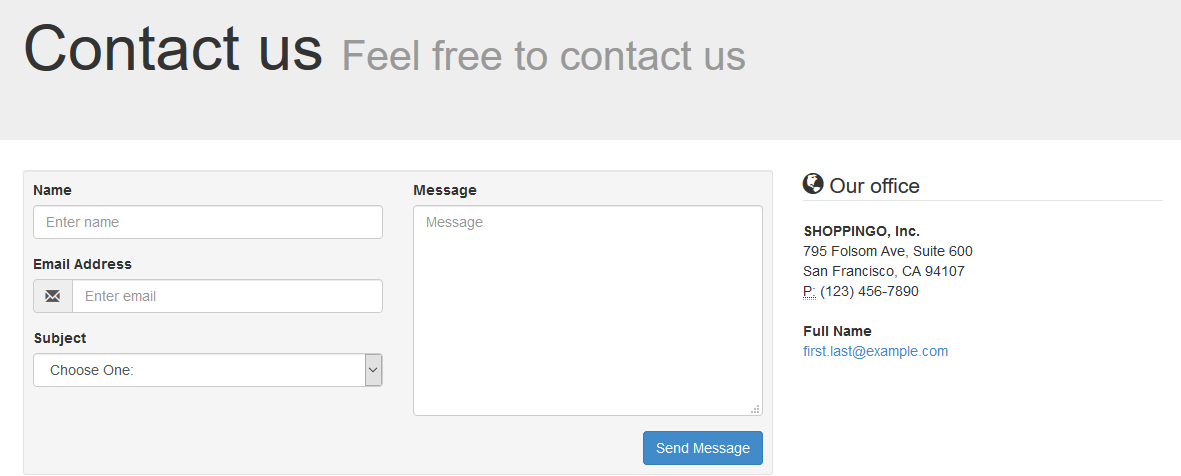 Contact us Feel free to contact us
Name
Enter name
Email Address
Enter email
Subject
Choose One:
Message
Message
Send Message
Our office
SHOPPINGO, Inc.
795 Folsom Ave, Suite 600
San Francisco, CA 94107
P: (123) 456-7890
Full Name
first.last@example.com